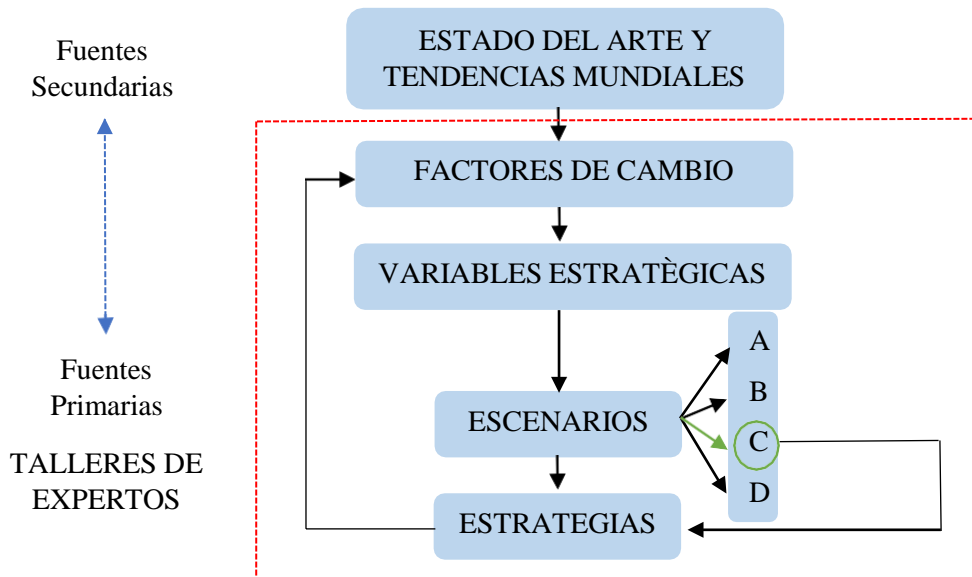 Fuentes
Secundarias
ESTADO DEL ARTE Y
TENDENCIAS MUNDIALES
FACTORES DE CAMBIO
VARIABLES ESTRATÈGICAS
Fuentes
Primarias
TALLERES DE
EXPERTOS
ESCENARIOS
A
B
C
D
ESTRATEGIAS